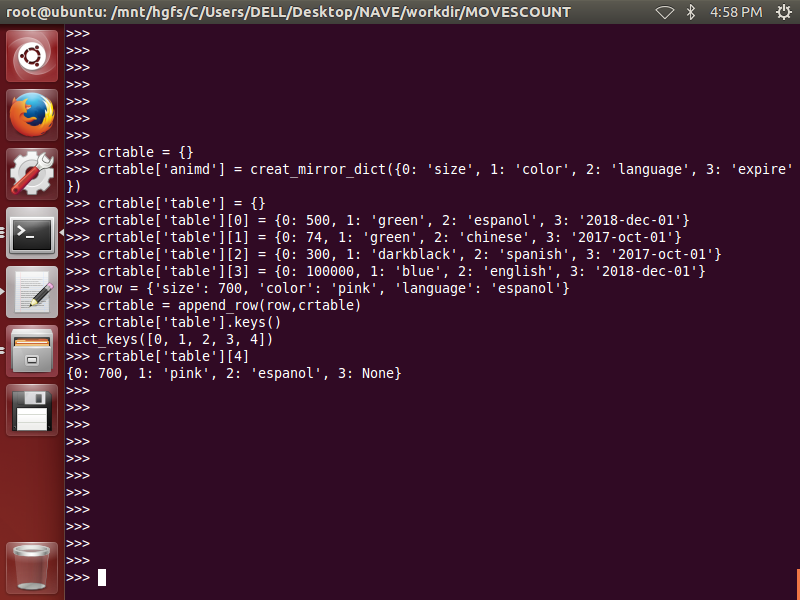 root@ubuntu: /mnt/hgfs/C/Users/DELL/Desktop/NAVE/workdir/MOVESCOUNT 4:58 PM
>>>
>>>
>>>
>>>
>>>
>>>
>>>
>>> crtable = {}
>>> crtable['animd'] = creat_mirror_dict({0: 'size', 1: 'color', 2: 'language', 3: 'expire'
})
>>> crtable['table'] = {}
>>> crtable['table'][0] = {0: 500, 1: 'green', 2: 'espanol', 3: '2018-dec-01'}
>>> crtable['table'][1] = {0: 74, 1: 'green', 2: 'chinese', 3: '2017-oct-01'}
>>> crtable['table'][2] = {0: 300, 1: 'darkblack', 2: 'spanish', 3: '2017-oct-01'}
>>> crtable['table'][3] = {0: 100000, 1: 'blue', 2: 'english', 3: '2018-dec-01'}
>>> row = {'size': 700, 'color': 'pink', 'language': 'espanol'}
>>> crtable = append_row(row,crtable)
>>> crtable['table'].keys()
dict_keys([0, 1, 2, 3, 4])
>>> crtable['table'][4]
{0: 700, 1: 'pink', 2: 'espanol', 3: None}
>>>
>>>
>>>
>>>
>>>
>>>
>>>
>>>
>>>
>>>
>>>
>>>